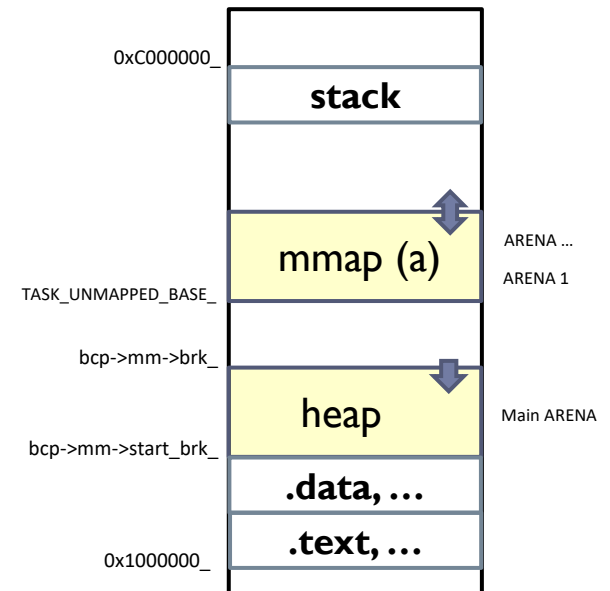 0xC000000_
stack
mmap (a)
ARENA …
ARENA 1
TASK_UNMAPPED_BASE_
bcp->mm->brk_
heap
Main ARENA
bcp->mm->start_brk_
.data, …
.text, …
0x1000000_